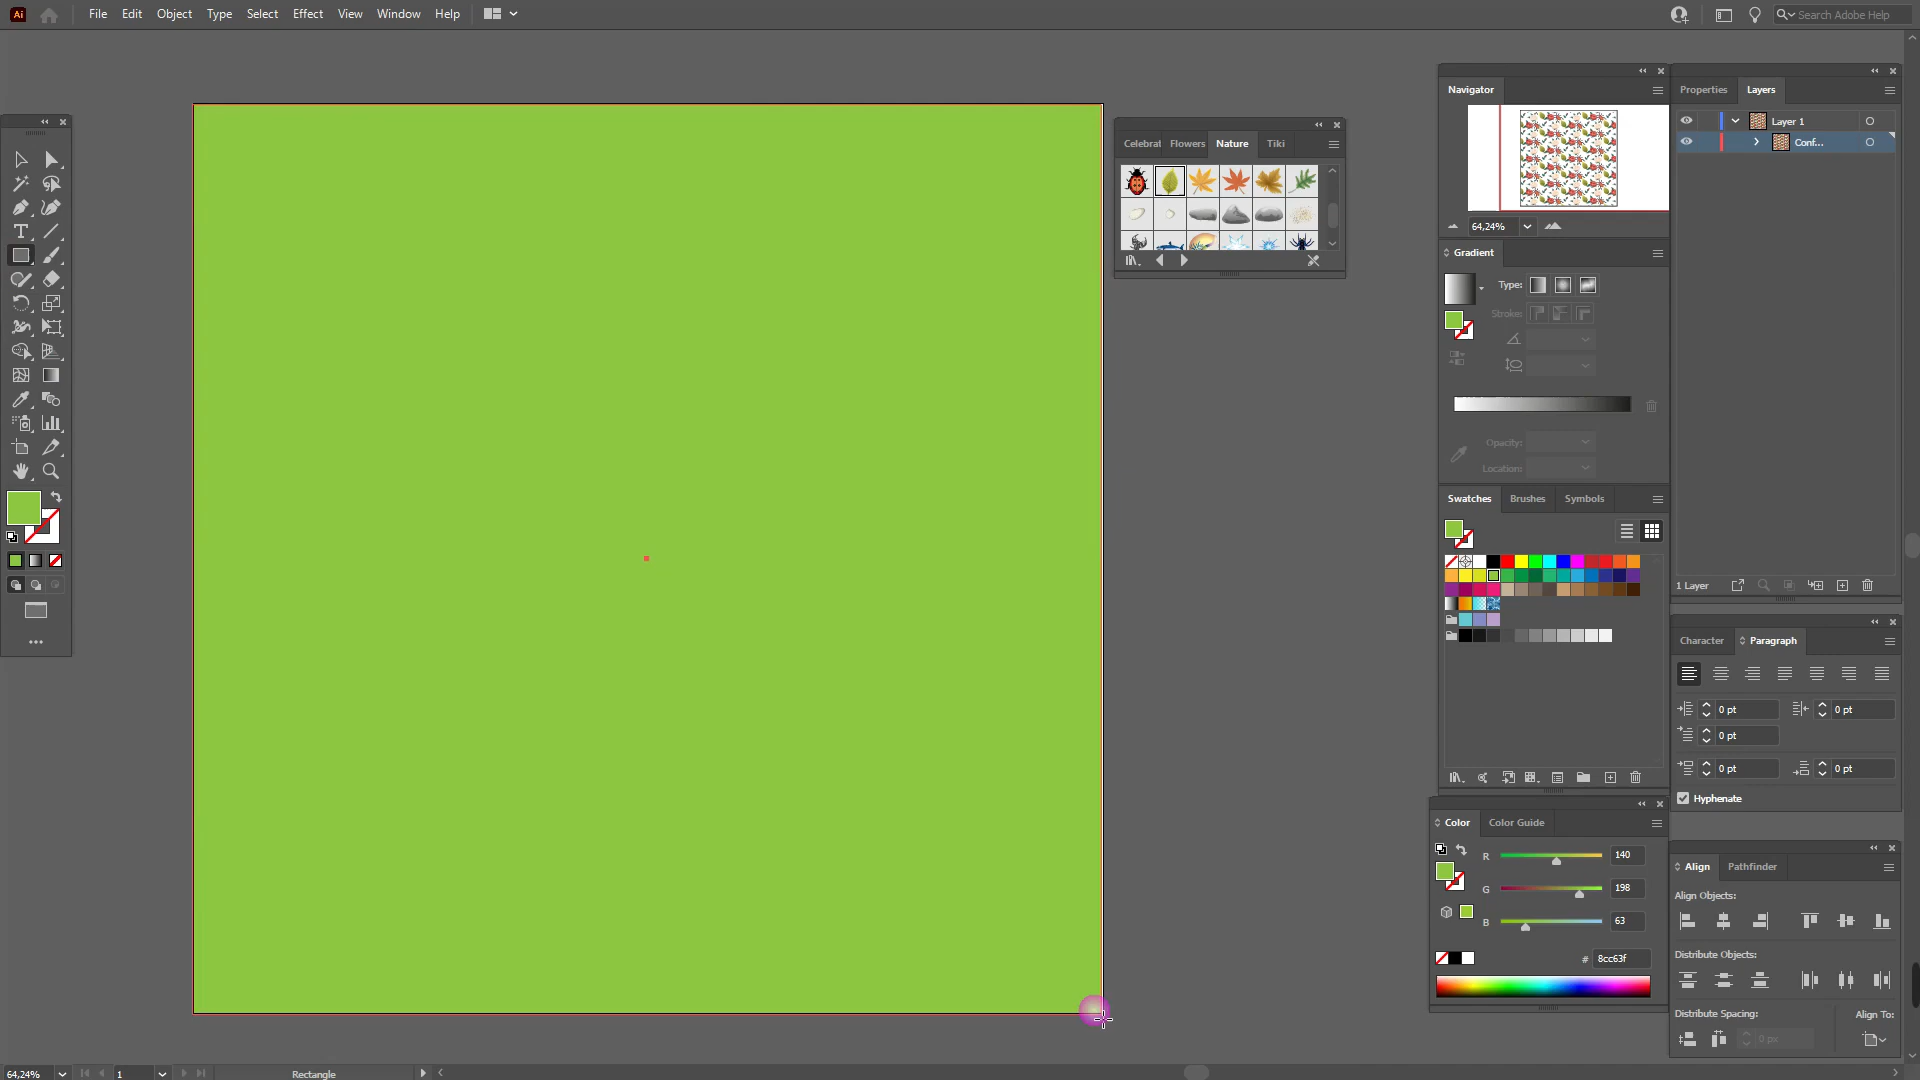 Ai File Edit Object Type Select Effect View Window Help Search Adobe Help
Navigator
Properties Layers
Layer 1
Conf...
Celebrat Flowers Nature Tiki
64,24%
Gradient
Type:
Stroke:
Opacity:
Location:
Swatches Brushes Symbols
1 Layer
Character Paragraph
0 pt 0 pt
0 pt
0 pt 0 pt
Hyphenate
Color Color Guide
R 140
G 198
B 63
# 8cc63f
Align Pathfinder
Align Objects:
Distribute Objects:
Distribute Spacing: Align To:
0 px
64,24% 1 Rectangle